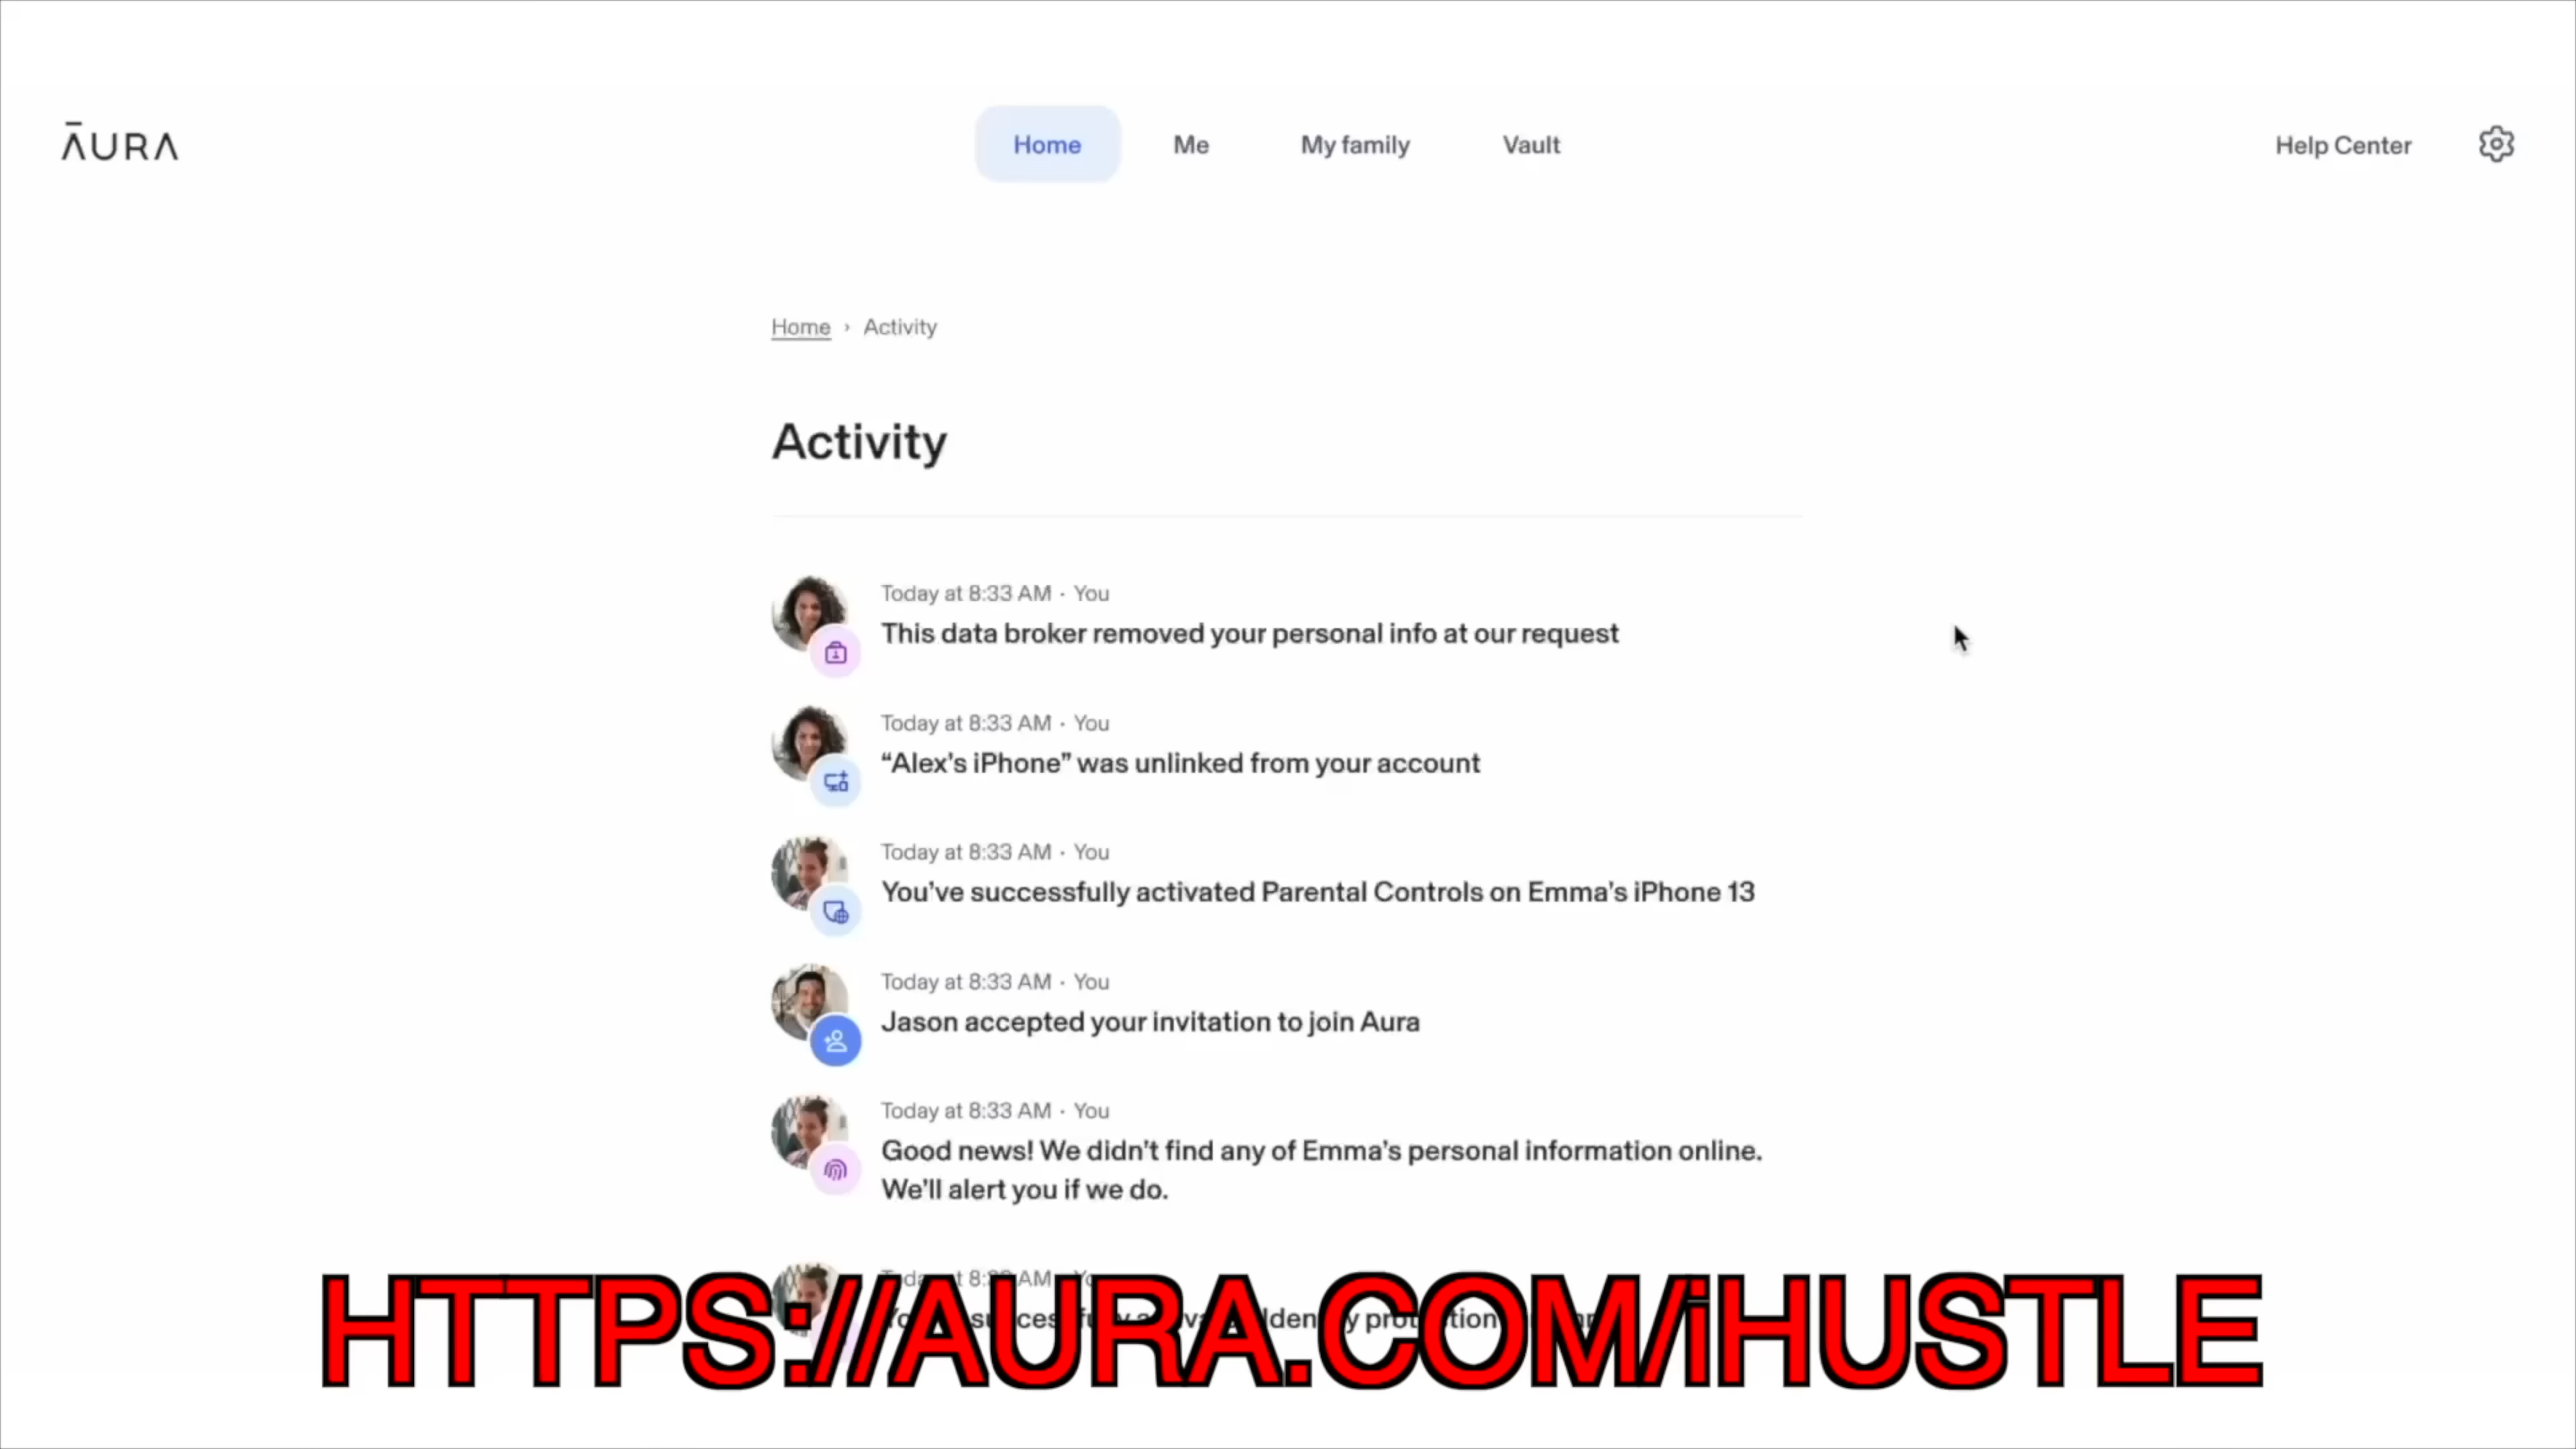 ĀURA
Home
Me
My family
Vault
Help Center
Home › Activity
Activity
Today at 8:33 AM · You
This data broker removed your personal info at our request
Today at 8:33 AM · You
“Alex’s iPhone” was unlinked from your account
Today at 8:33 AM · You
You’ve successfully activated Parental Controls on Emma’s iPhone 13
Today at 8:33 AM · You
Jason accepted your invitation to join Aura
Today at 8:33 AM · You
Good news! We didn’t find any of Emma’s personal information online.
We’ll alert you if we do.
HTTPS://AURA.COM/iHUSTLE